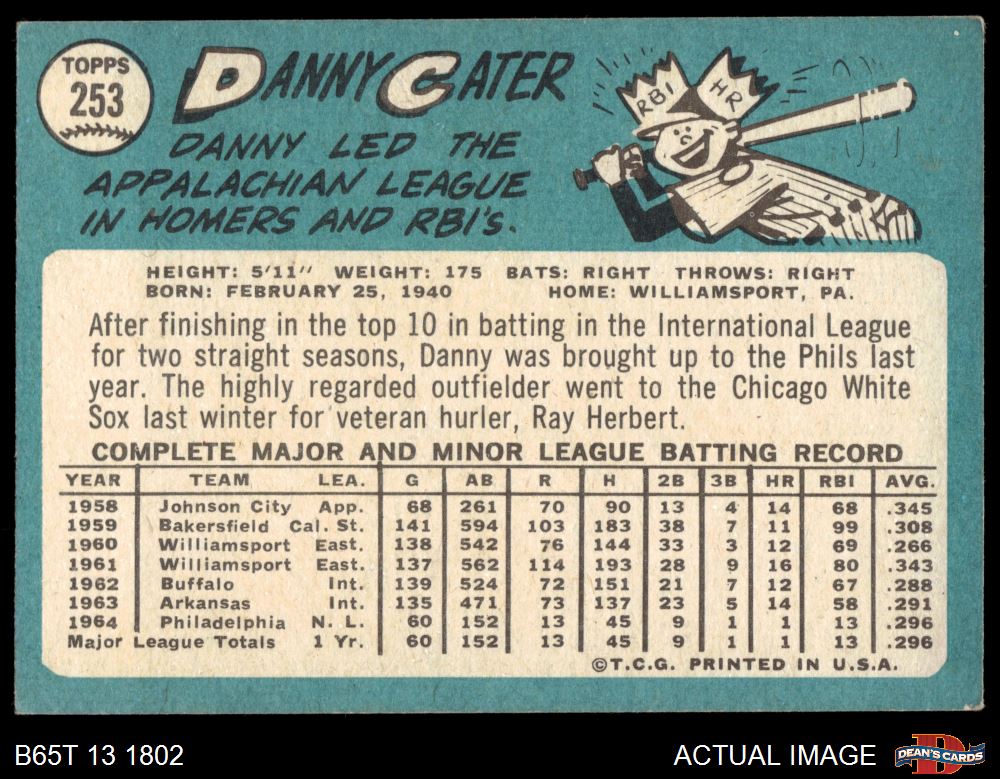 TOPPS
253
DANNY CATER
DANNY LED THE
APPALACHIAN LEAGUE
IN HOMERS AND RBI'S.
RBI HR
HEIGHT: 5'11" WEIGHT: 175 BATS: RIGHT THROWS: RIGHT
BORN: FEBRUARY 25, 1940 HOME: WILLIAMSPORT, PA.
After finishing in the top 10 in batting in the International League
for two straight seasons, Danny was brought up to the Phils last
year. The highly regarded outfielder went to the Chicago White
Sox last winter for veteran hurler, Ray Herbert.
COMPLETE MAJOR AND MINOR LEAGUE BATTING RECORD
YEAR TEAM LEA. G AB R H 2B 3B HR RBI AVG.
1958 Johnson City App. 68 261 70 90 13 4 14 68 .345
1959 Bakersfield Cal. St. 141 594 103 183 38 7 11 99 .308
1960 Williamsport East. 138 542 76 144 33 3 12 69 .266
1961 Williamsport East. 137 562 114 193 28 9 16 80 .343
1962 Buffalo Int. 139 524 72 151 21 7 12 67 .288
1963 Arkansas Int. 135 471 73 137 23 5 14 58 .291
1964 Philadelphia N. L. 60 152 13 45 9 1 1 13 .296
Major League Totals 1 Yr. 60 152 13 45 9 1 1 13 .296
©T.C.G. PRINTED IN U.S.A.
B65T 13 1802 ACTUAL IMAGE DEAN'S CARDS